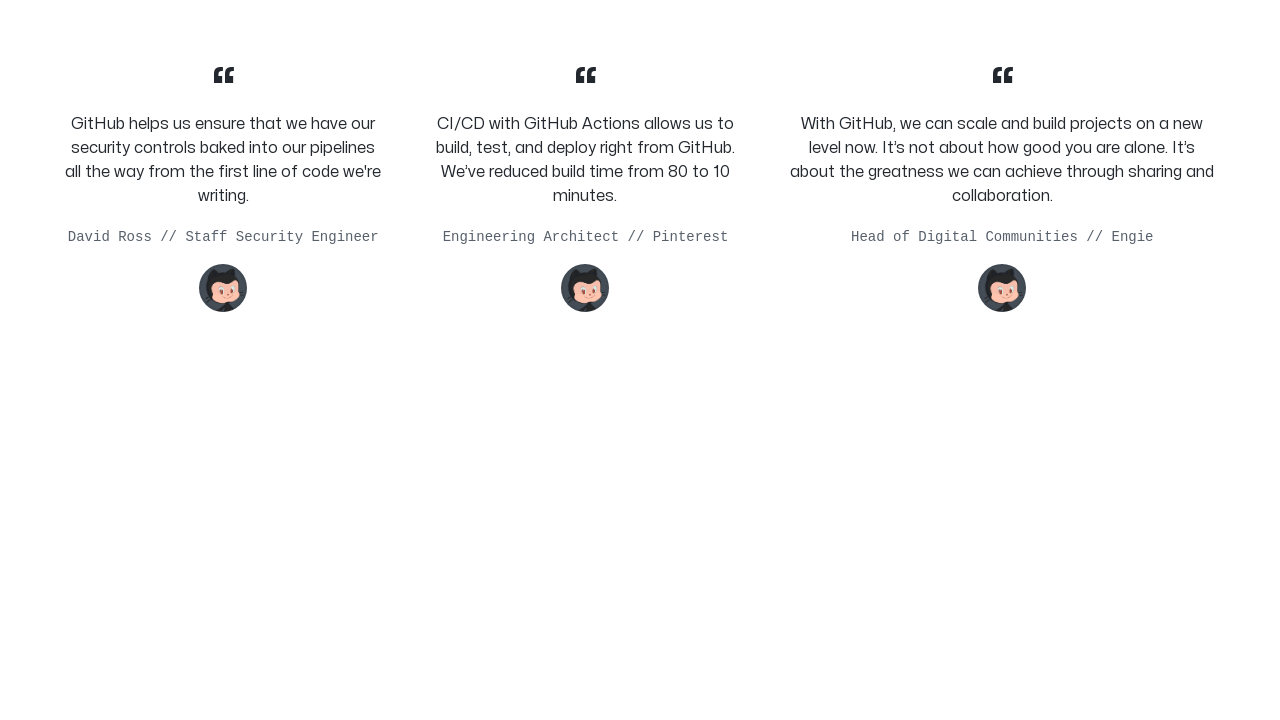 “
GitHub helps us ensure that we have our
security controls baked into our pipelines
all the way from the first line of code we're
writing.
David Ross // Staff Security Engineer
“
CI/CD with GitHub Actions allows us to
build, test, and deploy right from GitHub.
We’ve reduced build time from 80 to 10
minutes.
Engineering Architect // Pinterest
“
With GitHub, we can scale and build projects on a new
level now. It’s not about how good you are alone. It’s
about the greatness we can achieve through sharing and
collaboration.
Head of Digital Communities // Engie